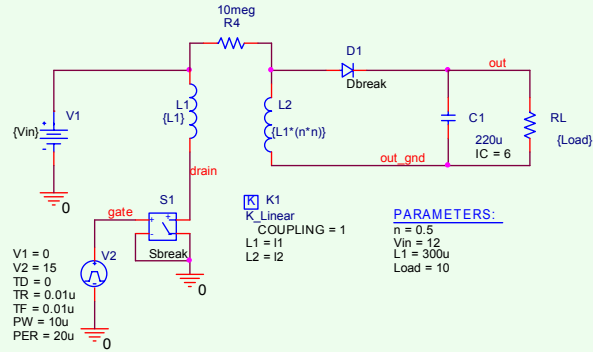 10meg
R4
D1
Dbreak
out
V1
{Vin}
L1
{L1}
L2
{L1*(n*n)}
C1
220u
IC = 6
RL
{Load}
out_gnd
drain
0
S1
gate
+
-
+
-
Sbreak
0
K K1
K_Linear
COUPLING = 1
L1 = l1
L2 = l2
PARAMETERS:
n = 0.5
Vin = 12
L1 = 300u
Load = 10
V2
V1 = 0
V2 = 15
TD = 0
TR = 0.01u
TF = 0.01u
PW = 10u
PER = 20u
0